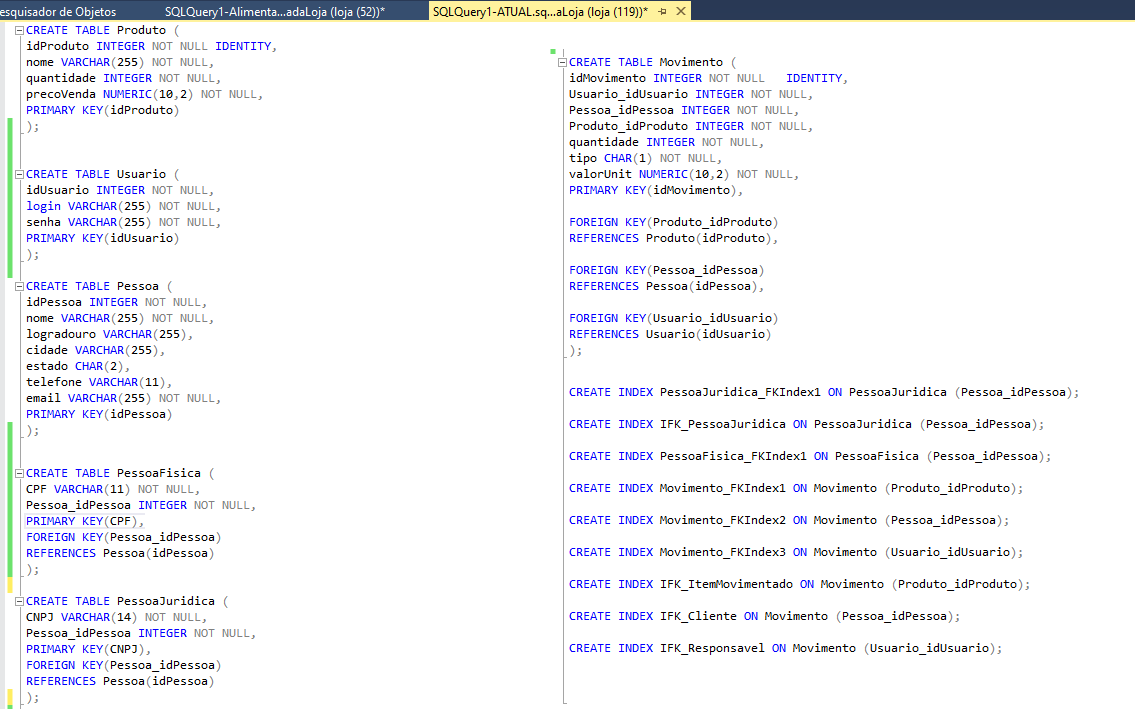 esquisador de Objetos
SQLQuery1-Alimenta...adaLoja (loja (52))*
SQLQuery1-ATUAL.sq...aLoja (loja (119))*
CREATE TABLE Produto (
idProduto INTEGER NOT NULL IDENTITY,
nome VARCHAR(255) NOT NULL,
quantidade INTEGER NOT NULL,
precoVenda NUMERIC(10,2) NOT NULL,
PRIMARY KEY(idProduto)
);
CREATE TABLE Usuario (
idUsuario INTEGER NOT NULL,
login VARCHAR(255) NOT NULL,
senha VARCHAR(255) NOT NULL,
PRIMARY KEY(idUsuario)
);
CREATE TABLE Pessoa (
idPessoa INTEGER NOT NULL,
nome VARCHAR(255) NOT NULL,
logradouro VARCHAR(255),
cidade VARCHAR(255),
estado CHAR(2),
telefone VARCHAR(11),
email VARCHAR(255) NOT NULL,
PRIMARY KEY(idPessoa)
);
CREATE TABLE PessoaFisica (
CPF VARCHAR(11) NOT NULL,
Pessoa_idPessoa INTEGER NOT NULL,
PRIMARY KEY(CPF),
FOREIGN KEY(Pessoa_idPessoa)
REFERENCES Pessoa(idPessoa)
);
CREATE TABLE PessoaJuridica (
CNPJ VARCHAR(14) NOT NULL,
Pessoa_idPessoa INTEGER NOT NULL,
PRIMARY KEY(CNPJ),
FOREIGN KEY(Pessoa_idPessoa)
REFERENCES Pessoa(idPessoa)
);
CREATE TABLE Movimento (
idMovimento INTEGER NOT NULL   IDENTITY,
Usuario_idUsuario INTEGER NOT NULL,
Pessoa_idPessoa INTEGER NOT NULL,
Produto_idProduto INTEGER NOT NULL,
quantidade INTEGER NOT NULL,
tipo CHAR(1) NOT NULL,
valorUnit NUMERIC(10,2) NOT NULL,
PRIMARY KEY(idMovimento),
FOREIGN KEY(Produto_idProduto)
REFERENCES Produto(idProduto),
FOREIGN KEY(Pessoa_idPessoa)
REFERENCES Pessoa(idPessoa),
FOREIGN KEY(Usuario_idUsuario)
REFERENCES Usuario(idUsuario)
);
CREATE INDEX PessoaJuridica_FKIndex1 ON PessoaJuridica (Pessoa_idPessoa);
CREATE INDEX IFK_PessoaJuridica ON PessoaJuridica (Pessoa_idPessoa);
CREATE INDEX PessoaFisica_FKIndex1 ON PessoaFisica (Pessoa_idPessoa);
CREATE INDEX Movimento_FKIndex1 ON Movimento (Produto_idProduto);
CREATE INDEX Movimento_FKIndex2 ON Movimento (Pessoa_idPessoa);
CREATE INDEX Movimento_FKIndex3 ON Movimento (Usuario_idUsuario);
CREATE INDEX IFK_ItemMovimentado ON Movimento (Produto_idProduto);
CREATE INDEX IFK_Cliente ON Movimento (Pessoa_idPessoa);
CREATE INDEX IFK_Responsavel ON Movimento (Usuario_idUsuario);